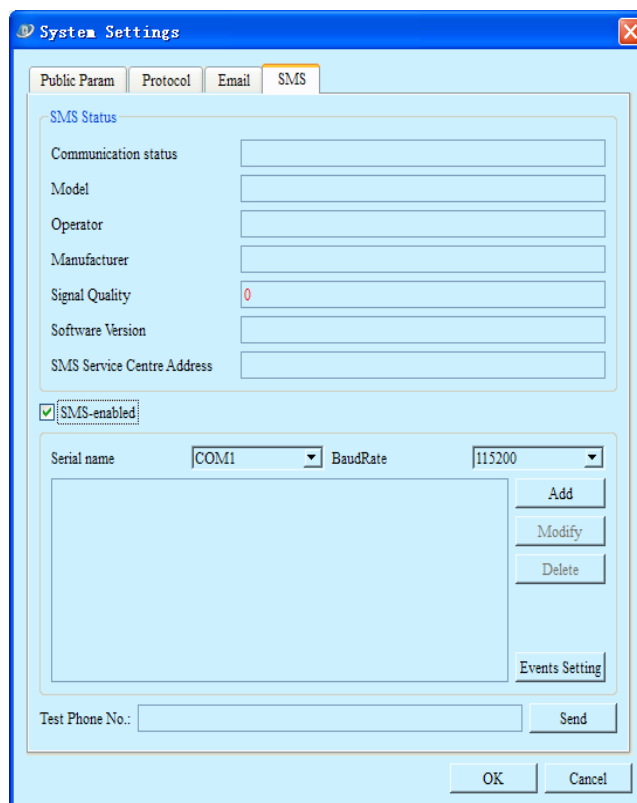 System Settings
Public Param Protocol Email SMS
SMS Status
Communication status
Model
Operator
Manufacturer
Signal Quality 0
Software Version
SMS Service Centre Address
SMS-enabled
Serial name COM1 BaudRate 115200
Add
Modify
Delete
Events Setting
Test Phone No.: Send
OK Cancel